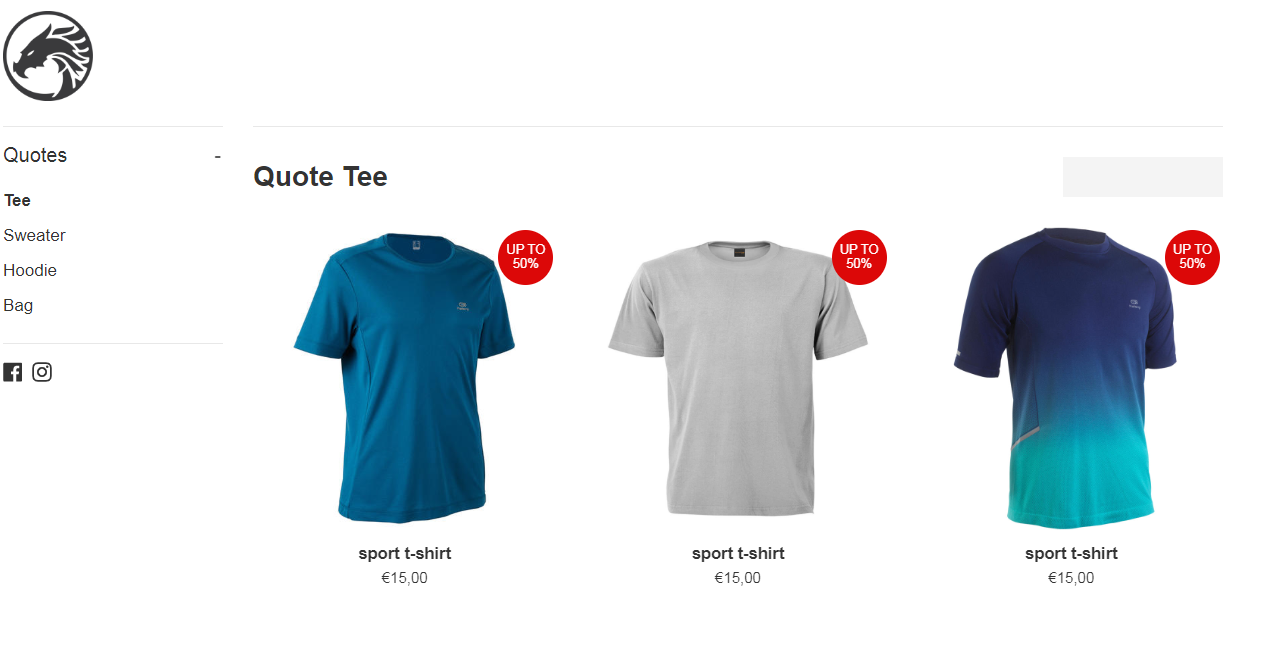 Quotes -
Tee
Sweater
Hoodie
Bag
Quote Tee
UP TO
50%
UP TO
50%
UP TO
50%
sport t-shirt
€15,00
sport t-shirt
€15,00
sport t-shirt
€15,00